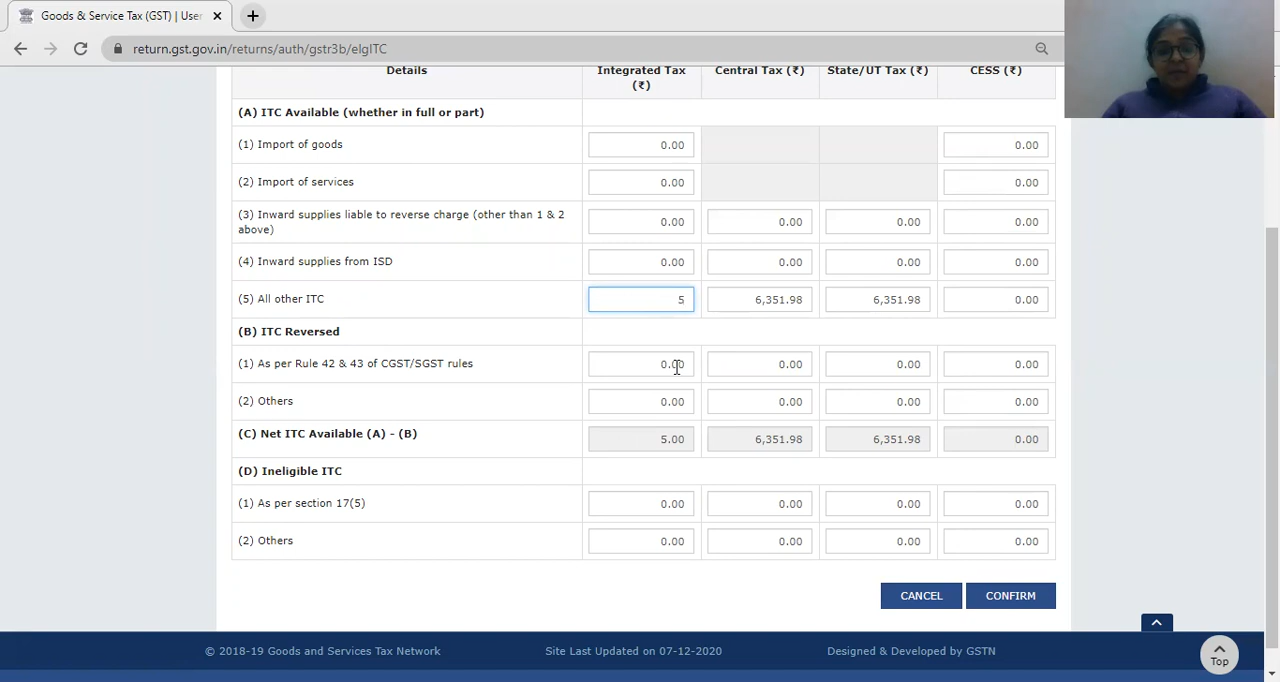 Goods & Service Tax (GST) | User
return.gst.gov.in/returns/auth/gstr3b/elgITC
Details Integrated Tax (₹) Central Tax (₹) State/UT Tax (₹) CESS (₹)
(A) ITC Available (whether in full or part)
(1) Import of goods 0.00 0.00
(2) Import of services 0.00 0.00
(3) Inward supplies liable to reverse charge (other than 1 & 2 above) 0.00 0.00 0.00 0.00
(4) Inward supplies from ISD 0.00 0.00 0.00 0.00
(5) All other ITC 5 6,351.98 6,351.98 0.00
(B) ITC Reversed
(1) As per Rule 42 & 43 of CGST/SGST rules 0.00 0.00 0.00 0.00
(2) Others 0.00 0.00 0.00 0.00
(C) Net ITC Available (A) - (B) 5.00 6,351.98 6,351.98 0.00
(D) Ineligible ITC
(1) As per section 17(5) 0.00 0.00 0.00 0.00
(2) Others 0.00 0.00 0.00 0.00
CANCEL CONFIRM
© 2018-19 Goods and Services Tax Network Site Last Updated on 07-12-2020 Designed & Developed by GSTN
Top